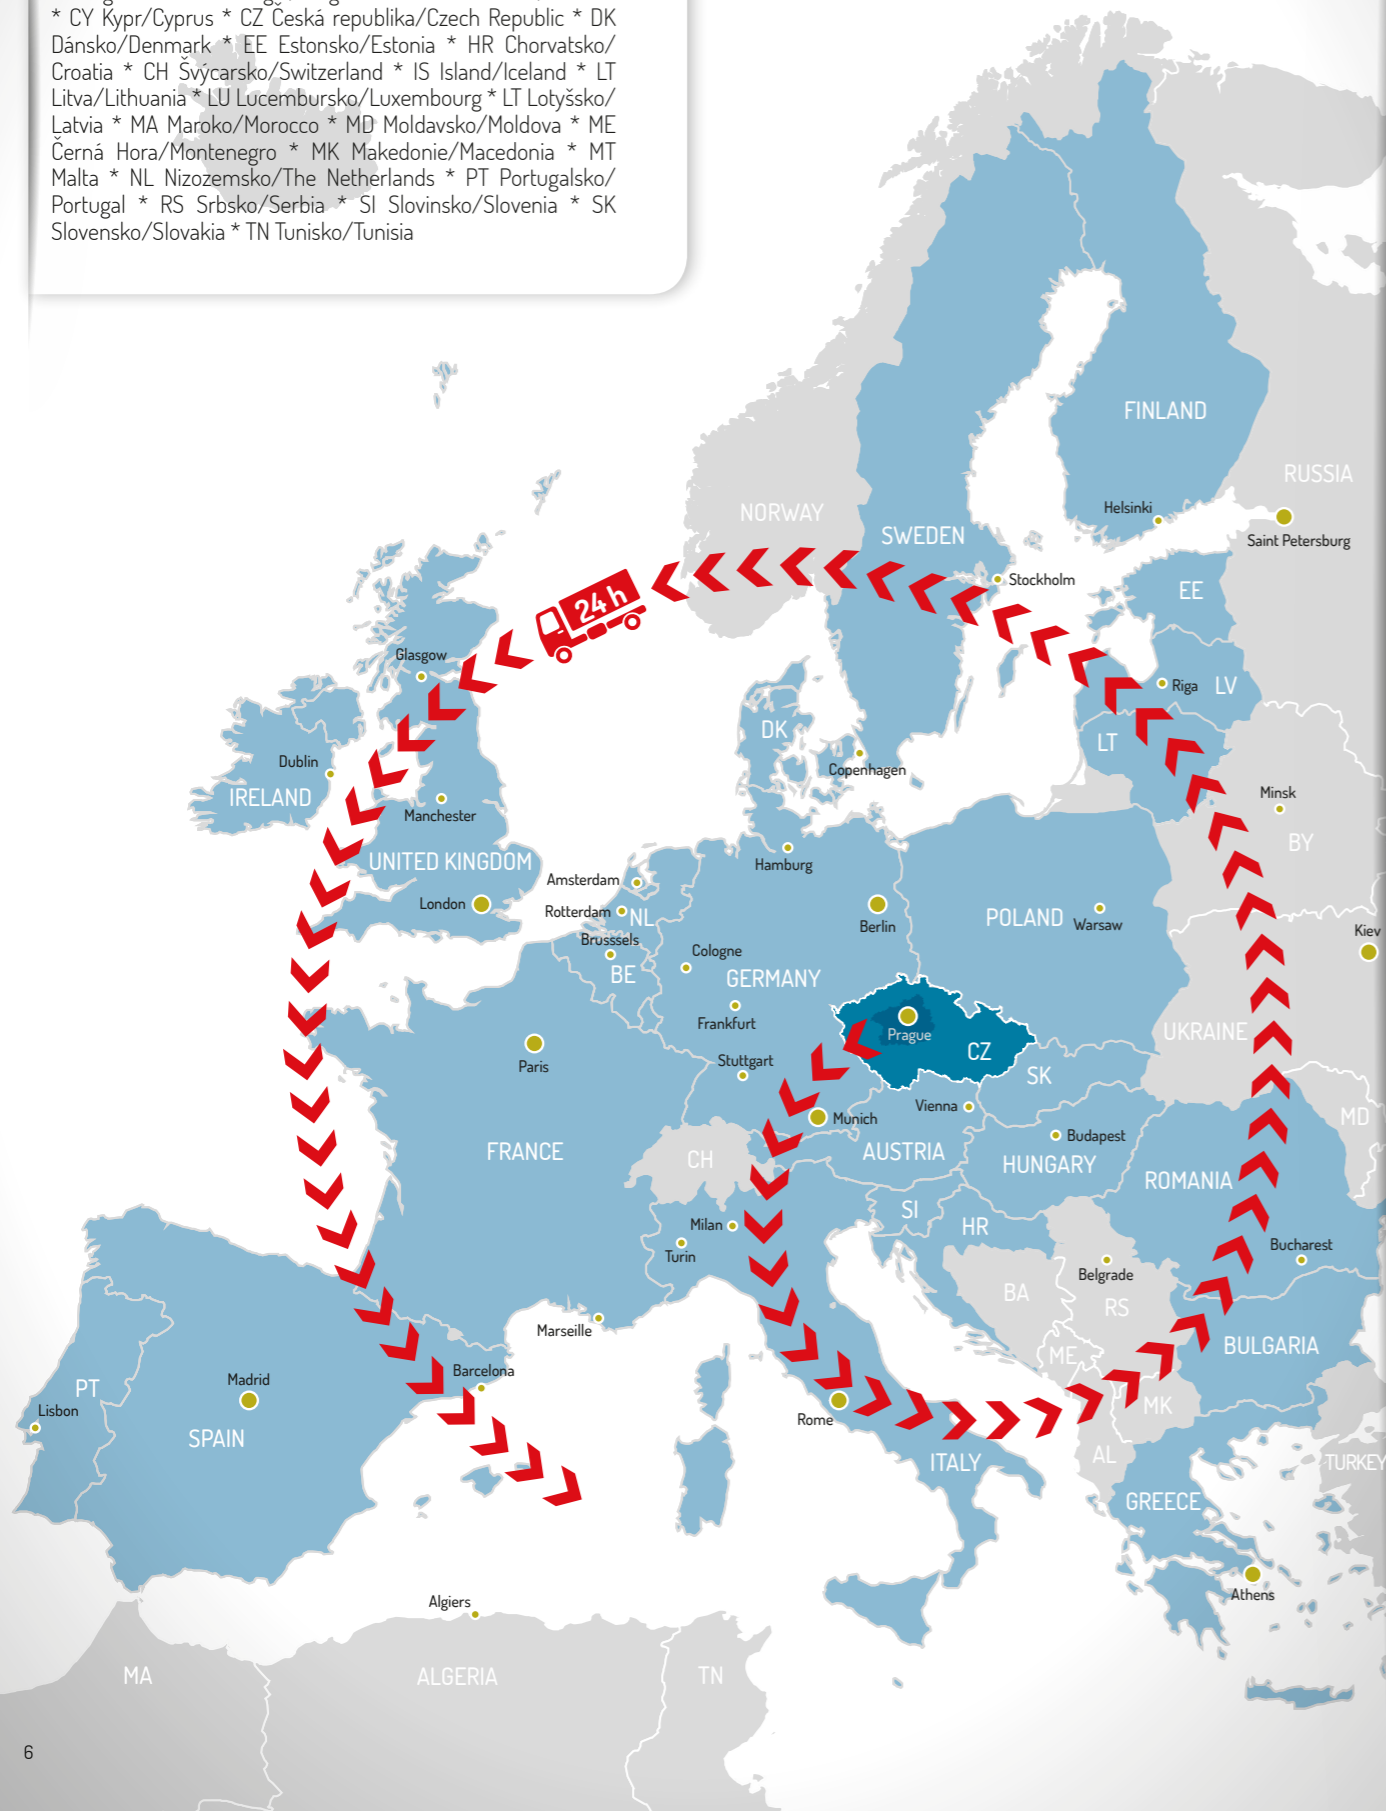 * CY Kypr/Cyprus * CZ Česká republika/Czech Republic * DK
Dánsko/Denmark * EE Estonsko/Estonia * HR Chorvatsko/
Croatia * CH Švýcarsko/Switzerland * IS Island/Iceland * LT
Litva/Lithuania * LU Lucembursko/Luxembourg * LT Lotyšsko/
Latvia * MA Maroko/Morocco * MD Moldavsko/Moldova * ME
Černá Hora/Montenegro * MK Makedonie/Macedonia * MT
Malta * NL Nizozemsko/The Netherlands * PT Portugalsko/
Portugal * RS Srbsko/Serbia * SI Slovinsko/Slovenia * SK
Slovensko/Slovakia * TN Tunisko/Tunisia
FINLAND
RUSSIA
NORWAY
Helsinki
SWEDEN
Saint Petersburg
Stockholm
EE
24 h
Glasgow
Riga
LV
DK
LT
Dublin
Copenhagen
IRELAND
Minsk
Manchester
BY
UNITED KINGDOM
Hamburg
Amsterdam
London
Rotterdam
NL
Berlin
POLAND
Warsaw
Kiev
Brusssels
Cologne
BE
GERMANY
Frankfurt
Prague
UKRAINE
CZ
Paris
Stuttgart
SK
Vienna
Munich
MD
Budapest
FRANCE
CH
AUSTRIA
HUNGARY
ROMANIA
SI
Milan
HR
Turin
Bucharest
Belgrade
BA
RS
Marseille
BULGARIA
ME
Barcelona
Madrid
PT
Lisbon
MK
Rome
SPAIN
AL
ITALY
TURKEY
GREECE
Athens
Algiers
MA
ALGERIA
TN
6